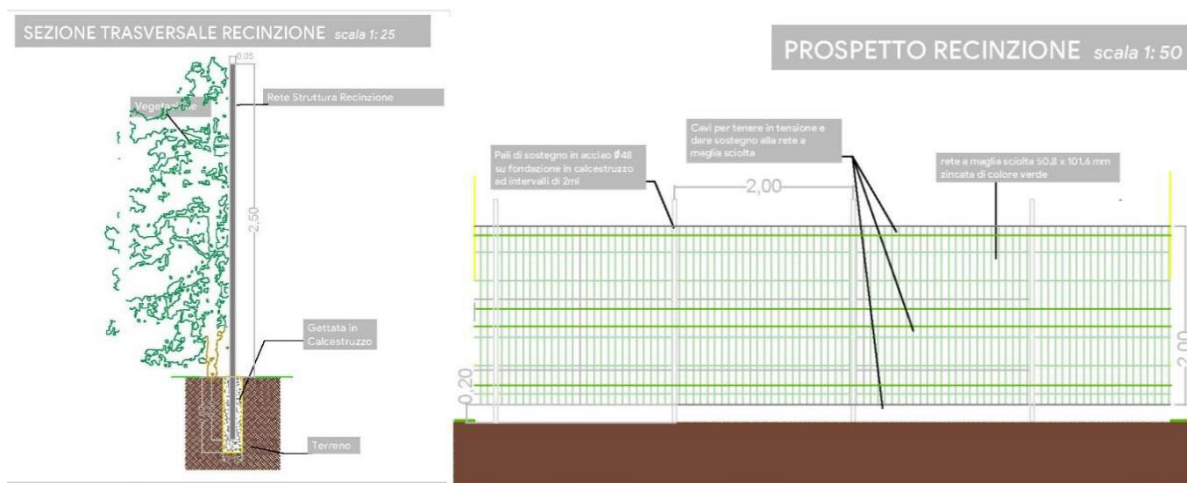 SEZIONE TRASVERSALE RECINZIONE scala 1: 25
0,05
Rete Struttura Recinzione
Vegetazione
2,50
Gettata in
Calcestruzzo
Terreno
PROSPETTO RECINZIONE scala 1: 50
Cavi per tenere in tensione e
dare sostegno alla rete a
maglia sciolta
Pali di sostegno in acciao Ø48
su fondazione in calcestruzzo
ad intervalli di 2ml
rete a maglia sciolta 50.8 x 101.6 mm
zincata di colore verde
2,00
2,00
0,20